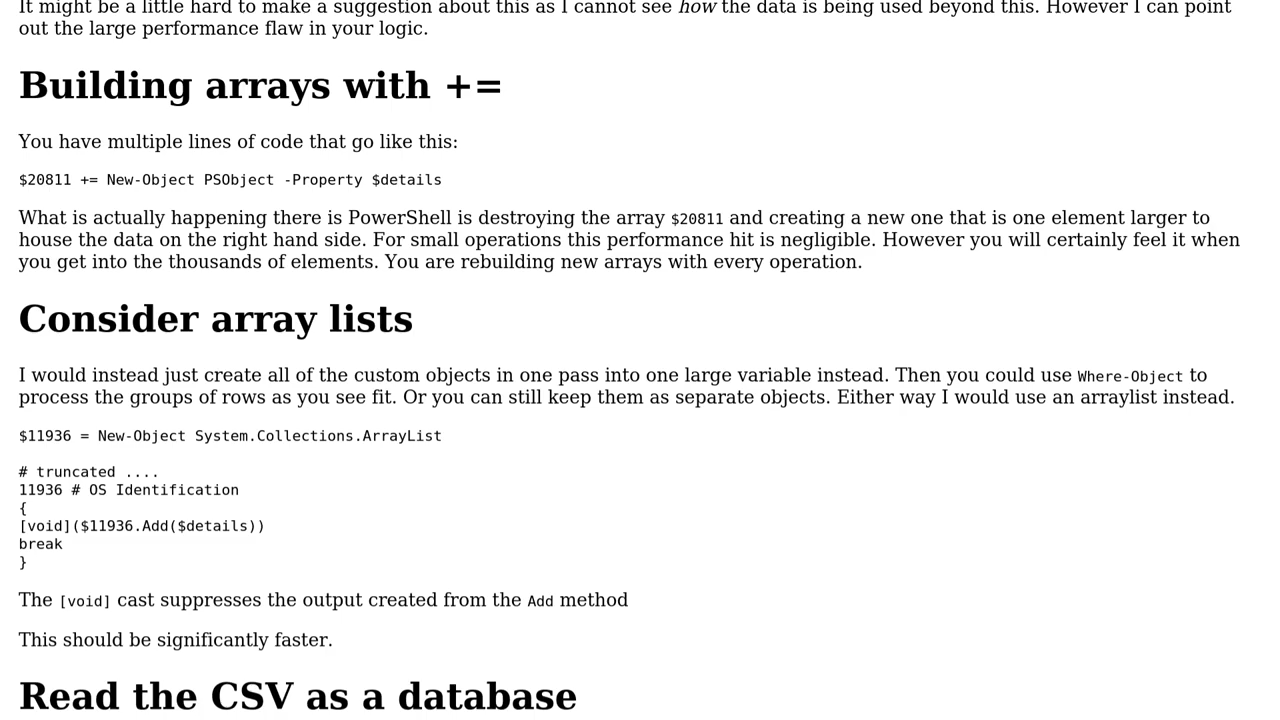 It might be a little hard to make a suggestion about this as I cannot see how the data is being used beyond this. However I can point
out the large performance flaw in your logic.
Building arrays with +=
You have multiple lines of code that go like this:
$20811 += New-Object PSObject -Property $details
What is actually happening there is PowerShell is destroying the array $20811 and creating a new one that is one element larger to
house the data on the right hand side. For small operations this performance hit is negligible. However you will certainly feel it when
you get into the thousands of elements. You are rebuilding new arrays with every operation.
Consider array lists
I would instead just create all of the custom objects in one pass into one large variable instead. Then you could use Where-Object to
process the groups of rows as you see fit. Or you can still keep them as separate objects. Either way I would use an arraylist instead.
$11936 = New-Object System.Collections.ArrayList
# truncated ....
11936 # OS Identification
{
[void]($11936.Add($details))
break
}
The [void] cast suppresses the output created from the Add method
This should be significantly faster.
Read the CSV as a database